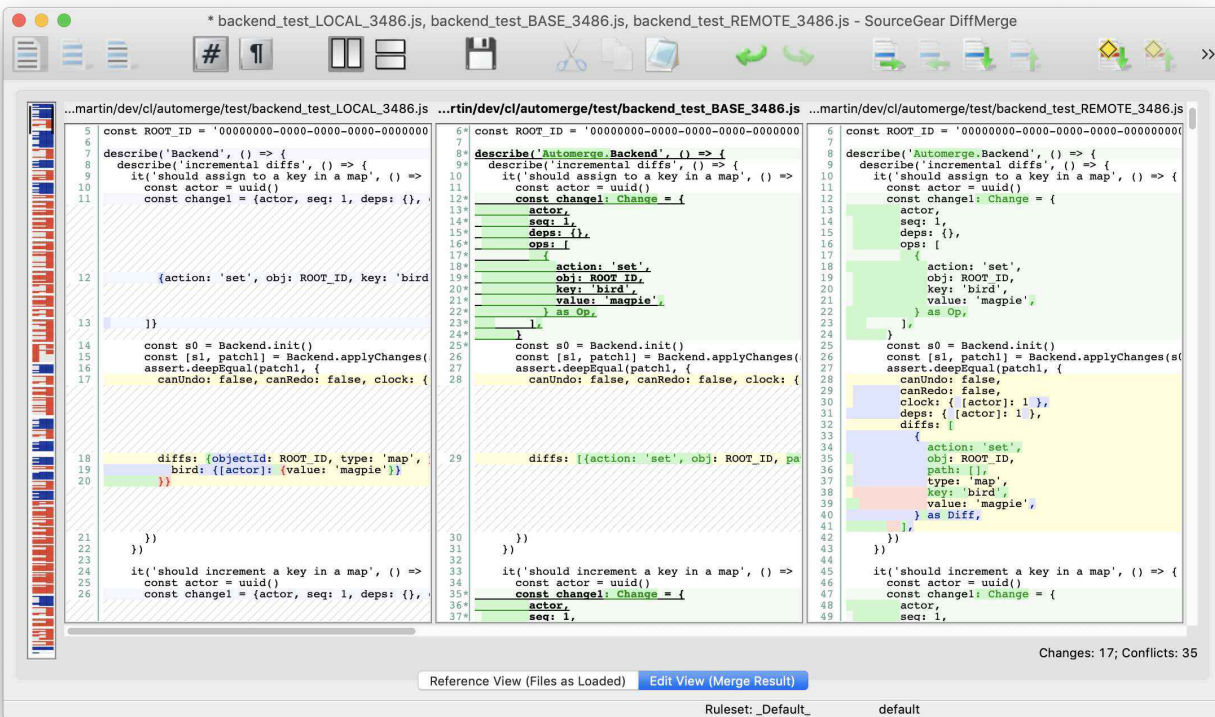 * backend_test_LOCAL_3486.js, backend_test_BASE_3486.js, backend_test_REMOTE_3486.js - SourceGear DiffMerge
# ¶
»
...martin/dev/cl/automerge/test/backend_test_LOCAL_3486.js
5 const ROOT_ID = '00000000-0000-0000-0000-0000000
6
7 describe('Backend', () => {
8 describe('incremental diffs', () => {
9 it('should assign to a key in a map', () =>
10 const actor = uuid()
11 const change1 = {actor, seq: 1, deps: {},
12 {action: 'set', obj: ROOT_ID, key: 'bird
13 ]}
14 const s0 = Backend.init()
15 const [s1, patch1] = Backend.applyChanges(
16 assert.deepEqual(patch1, {
17 canUndo: false, canRedo: false, clock: {
18 diffs: {objectId: ROOT_ID, type: 'map',
19 bird: {[actor]: {value: 'magpie'}}
20 }}
21 })
22 })
23
24 it('should increment a key in a map', () =>
25 const actor = uuid()
26 const change1 = {actor, seq: 1, deps: {},
...rtin/dev/cl/automerge/test/backend_test_BASE_3486.js
6* const ROOT_ID = '00000000-0000-0000-0000-0000000
7
8* describe('Automerge.Backend', () => {
9* describe('incremental diffs', () => {
10 it('should assign to a key in a map', () =>
11 const actor = uuid()
12* const change1: Change = {
13* actor,
14* seq: 1,
15* deps: {},
16* ops: [
17* {
18* action: 'set',
19* obj: ROOT_ID,
20* key: 'bird',
21* value: 'magpie',
22* } as Op,
23* ],
24* }
25* const s0 = Backend.init()
26 const [s1, patch1] = Backend.applyChanges(
27 assert.deepEqual(patch1, {
28 canUndo: false, canRedo: false, clock: {
29 diffs: [{action: 'set', obj: ROOT_ID, pa
30 })
31 })
32
33 it('should increment a key in a map', () =>
34 const actor = uuid()
35* const change1: Change = {
36* actor,
37* seq: 1,
...martin/dev/cl/automerge/test/backend_test_REMOTE_3486.js
6 const ROOT_ID = '00000000-0000-0000-0000-000000000
7
8 describe('Automerge.Backend', () => {
9 describe('incremental diffs', () => {
10 it('should assign to a key in a map', () => {
11 const actor = uuid()
12 const change1: Change = {
13 actor,
14 seq: 1,
15 deps: {},
16 ops: [
17 {
18 action: 'set',
19 obj: ROOT_ID,
20 key: 'bird',
21 value: 'magpie',
22 } as Op,
23 ],
24 }
25 const s0 = Backend.init()
26 const [s1, patch1] = Backend.applyChanges(s0
27 assert.deepEqual(patch1, {
28 canUndo: false,
29 canRedo: false,
30 clock: { [actor]: 1 },
31 deps: { [actor]: 1 },
32 diffs: [
33 {
34 action: 'set',
35 obj: ROOT_ID,
36 path: [],
37 type: 'map',
38 key: 'bird',
39 value: 'magpie',
40 } as Diff,
41 ],
42 })
43 })
44
45 it('should increment a key in a map', () => {
46 const actor = uuid()
47 const change1: Change = {
48 actor,
49 seq: 1,
Changes: 17; Conflicts: 35
Reference View (Files as Loaded) Edit View (Merge Result)
Ruleset: _Default_ default